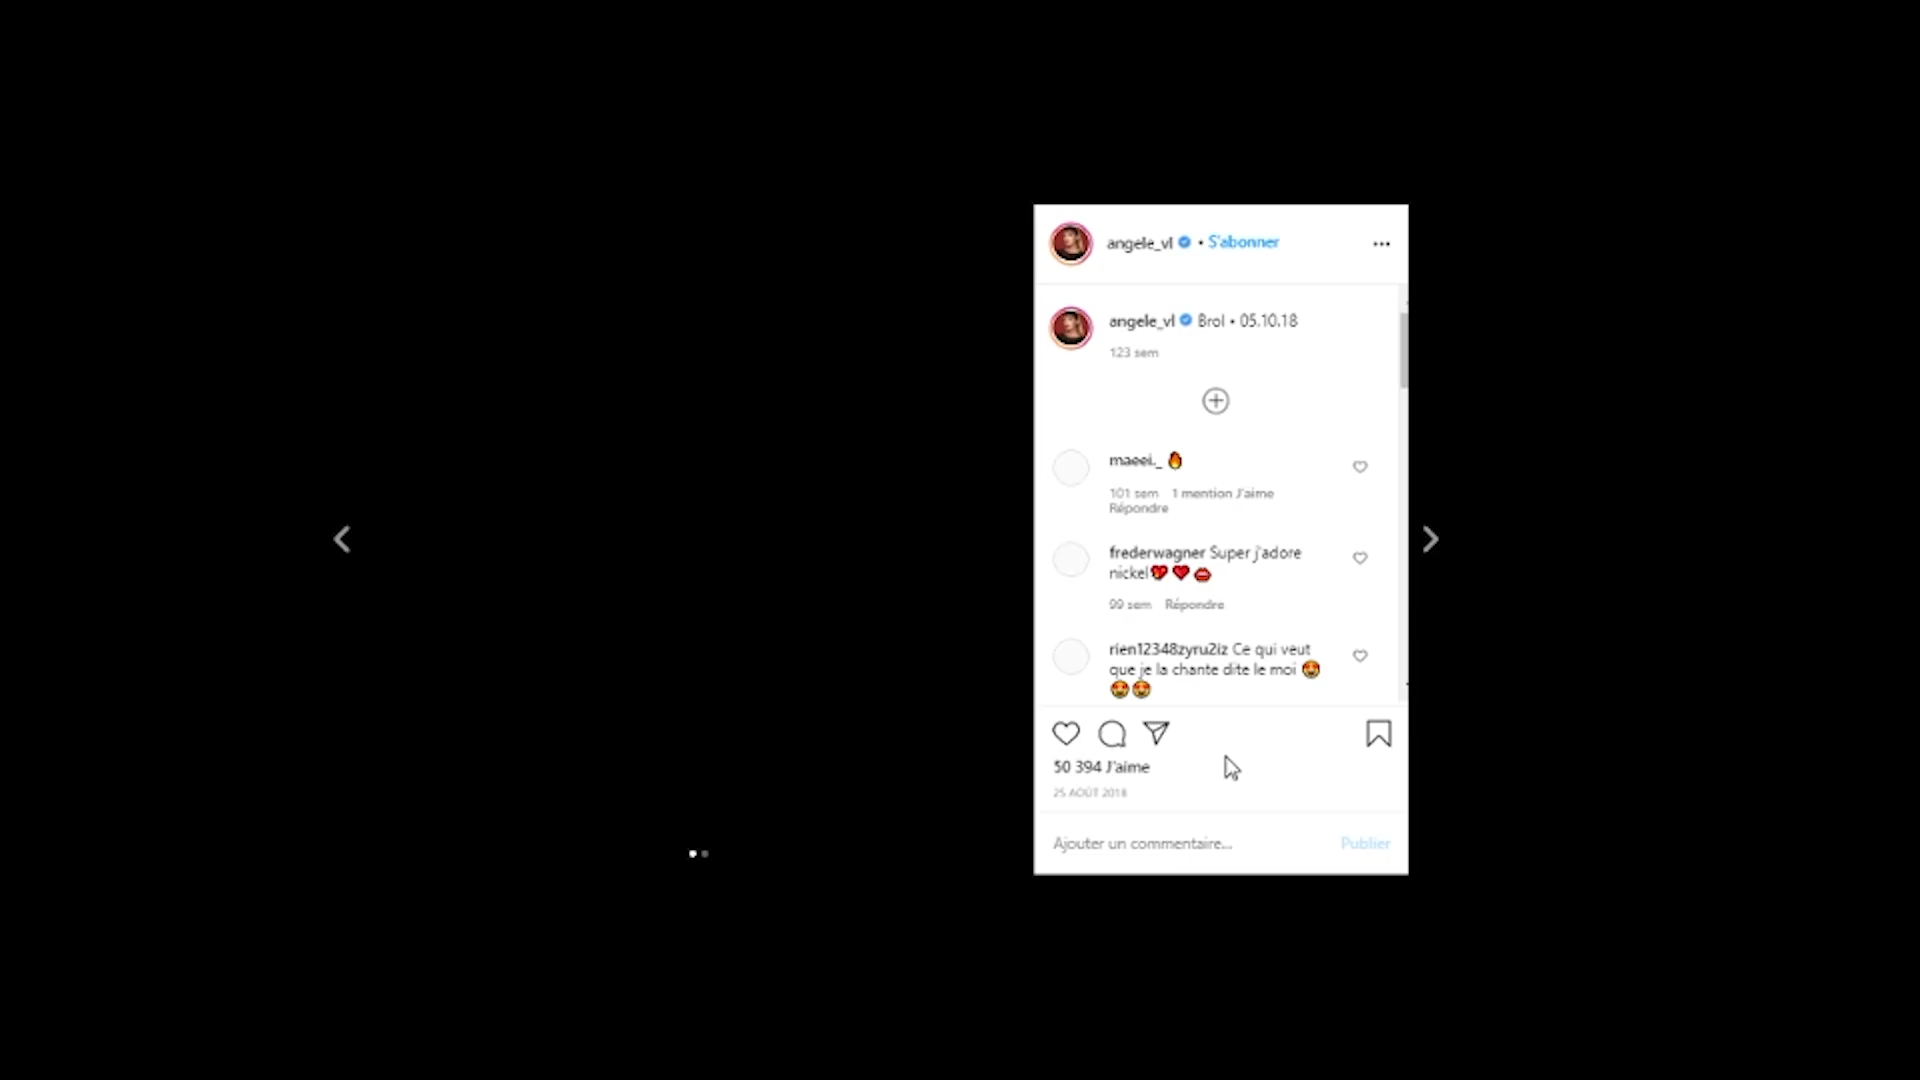 angele_vl • S'abonner
angele_vl Brol • 05.10.18
123 sem
maeei._ 🔥
101 sem 1 mention J'aime
Répondre
frederwagner Super j'adore
nickel💖❤️💋
99 sem Répondre
rien12348zyru2iz Ce qui veut
que je la chante dite le moi 😍
😍😍
50 394 J'aime
25 AOÛT 2018
Ajouter un commentaire... Publier